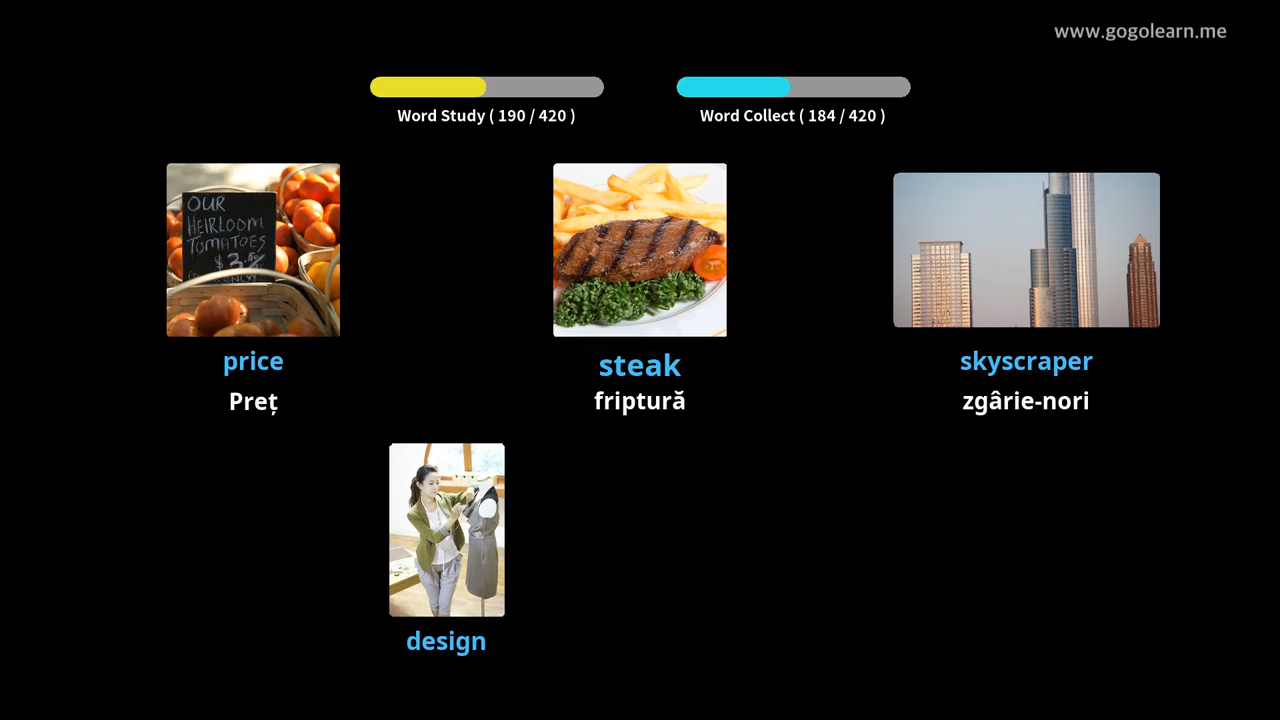 www.gogolearn.me
Word Study ( 190 / 420 )
Word Collect ( 184 / 420 )
OUR
HEIRLOOM
TOMATOES
price
steak
skyscraper
Preț
friptură
zgârie-nori
design